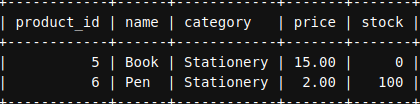 | product_id | name | category | price | stock |
| 5 | Book | Stationery | 15.00 | 0 |
| 6 | Pen | Stationery | 2.00 | 100 |